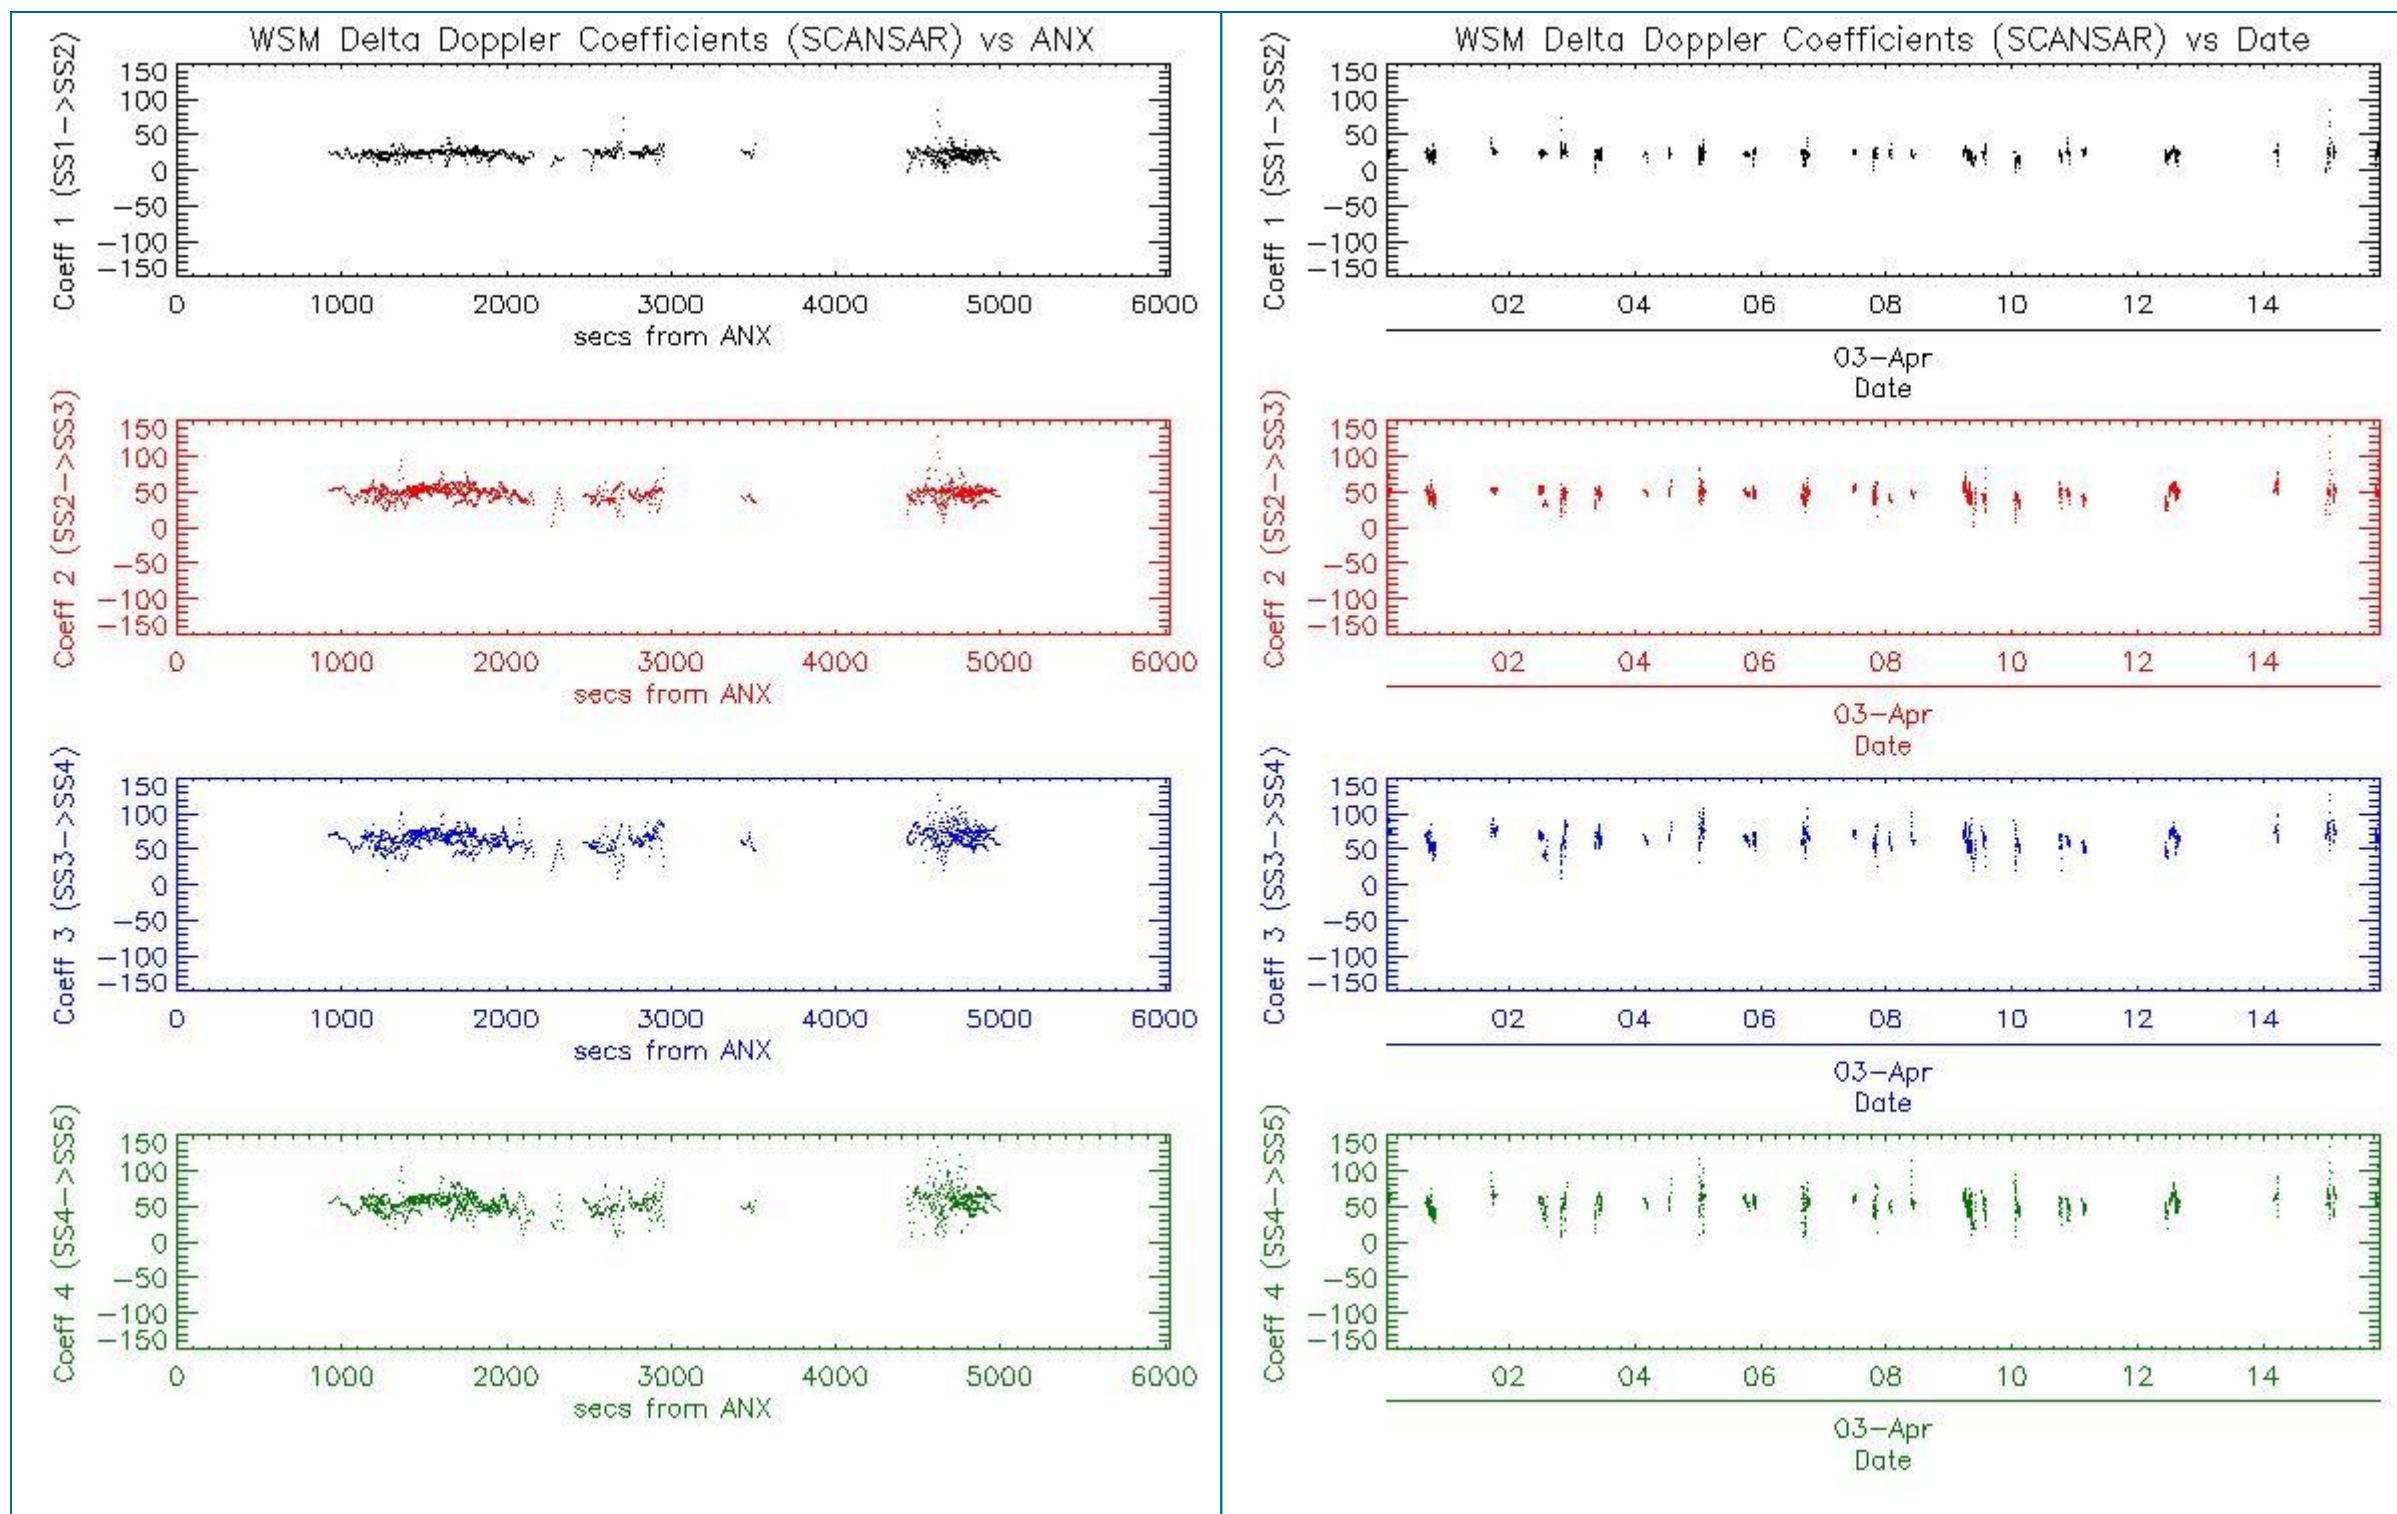 WSM Delta Doppler Coefficients (SCANSAR) vs ANX
Coeff 1 (SS1->SS2)
150
100
50
0
-50
-100
-150
0 1000 2000 3000 4000 5000 6000
secs from ANX
Coeff 2 (SS2->SS3)
150
100
50
0
-50
-100
-150
0 1000 2000 3000 4000 5000 6000
secs from ANX
Coeff 3 (SS3->SS4)
150
100
50
0
-50
-100
-150
0 1000 2000 3000 4000 5000 6000
secs from ANX
Coeff 4 (SS4->SS5)
150
100
50
0
-50
-100
-150
0 1000 2000 3000 4000 5000 6000
secs from ANX
WSM Delta Doppler Coefficients (SCANSAR) vs Date
Coeff 1 (SS1->SS2)
150
100
50
0
-50
-100
-150
02 04 06 08 10 12 14
03-Apr
Date
Coeff 2 (SS2->SS3)
150
100
50
0
-50
-100
-150
02 04 06 08 10 12 14
03-Apr
Date
Coeff 3 (SS3->SS4)
150
100
50
0
-50
-100
-150
02 04 06 08 10 12 14
03-Apr
Date
Coeff 4 (SS4->SS5)
150
100
50
0
-50
-100
-150
02 04 06 08 10 12 14
03-Apr
Date